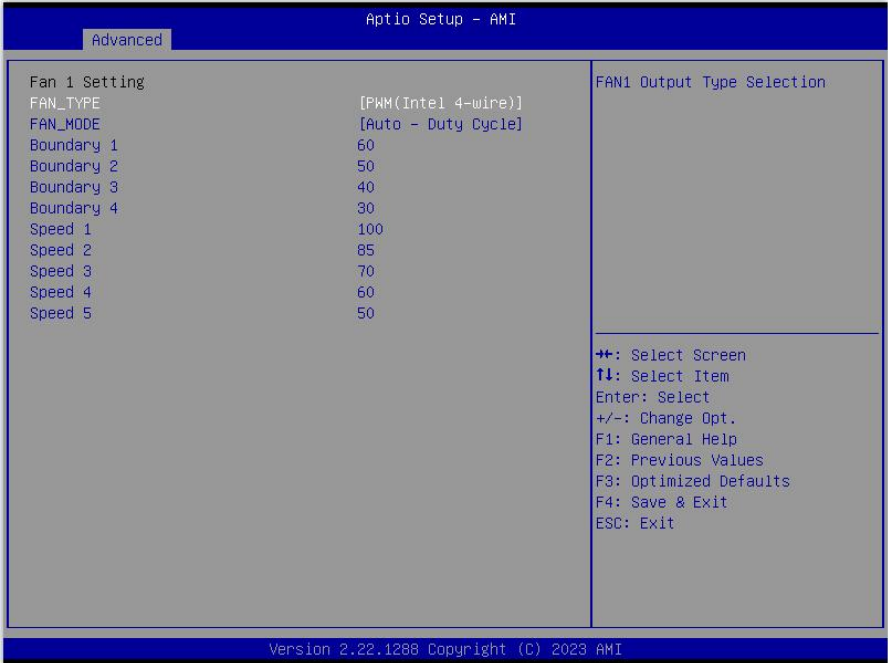 Aptio Setup – AMI
Advanced
Fan 1 Setting
FAN_TYPE [PWM(Intel 4-wire)]
FAN_MODE [Auto – Duty Cycle]
Boundary 1 60
Boundary 2 50
Boundary 3 40
Boundary 4 30
Speed 1 100
Speed 2 85
Speed 3 70
Speed 4 60
Speed 5 50
FAN1 Output Type Selection
→←: Select Screen
↑↓: Select Item
Enter: Select
+/-: Change Opt.
F1: General Help
F2: Previous Values
F3: Optimized Defaults
F4: Save & Exit
ESC: Exit
Version 2.22.1288 Copyright (C) 2023 AMI